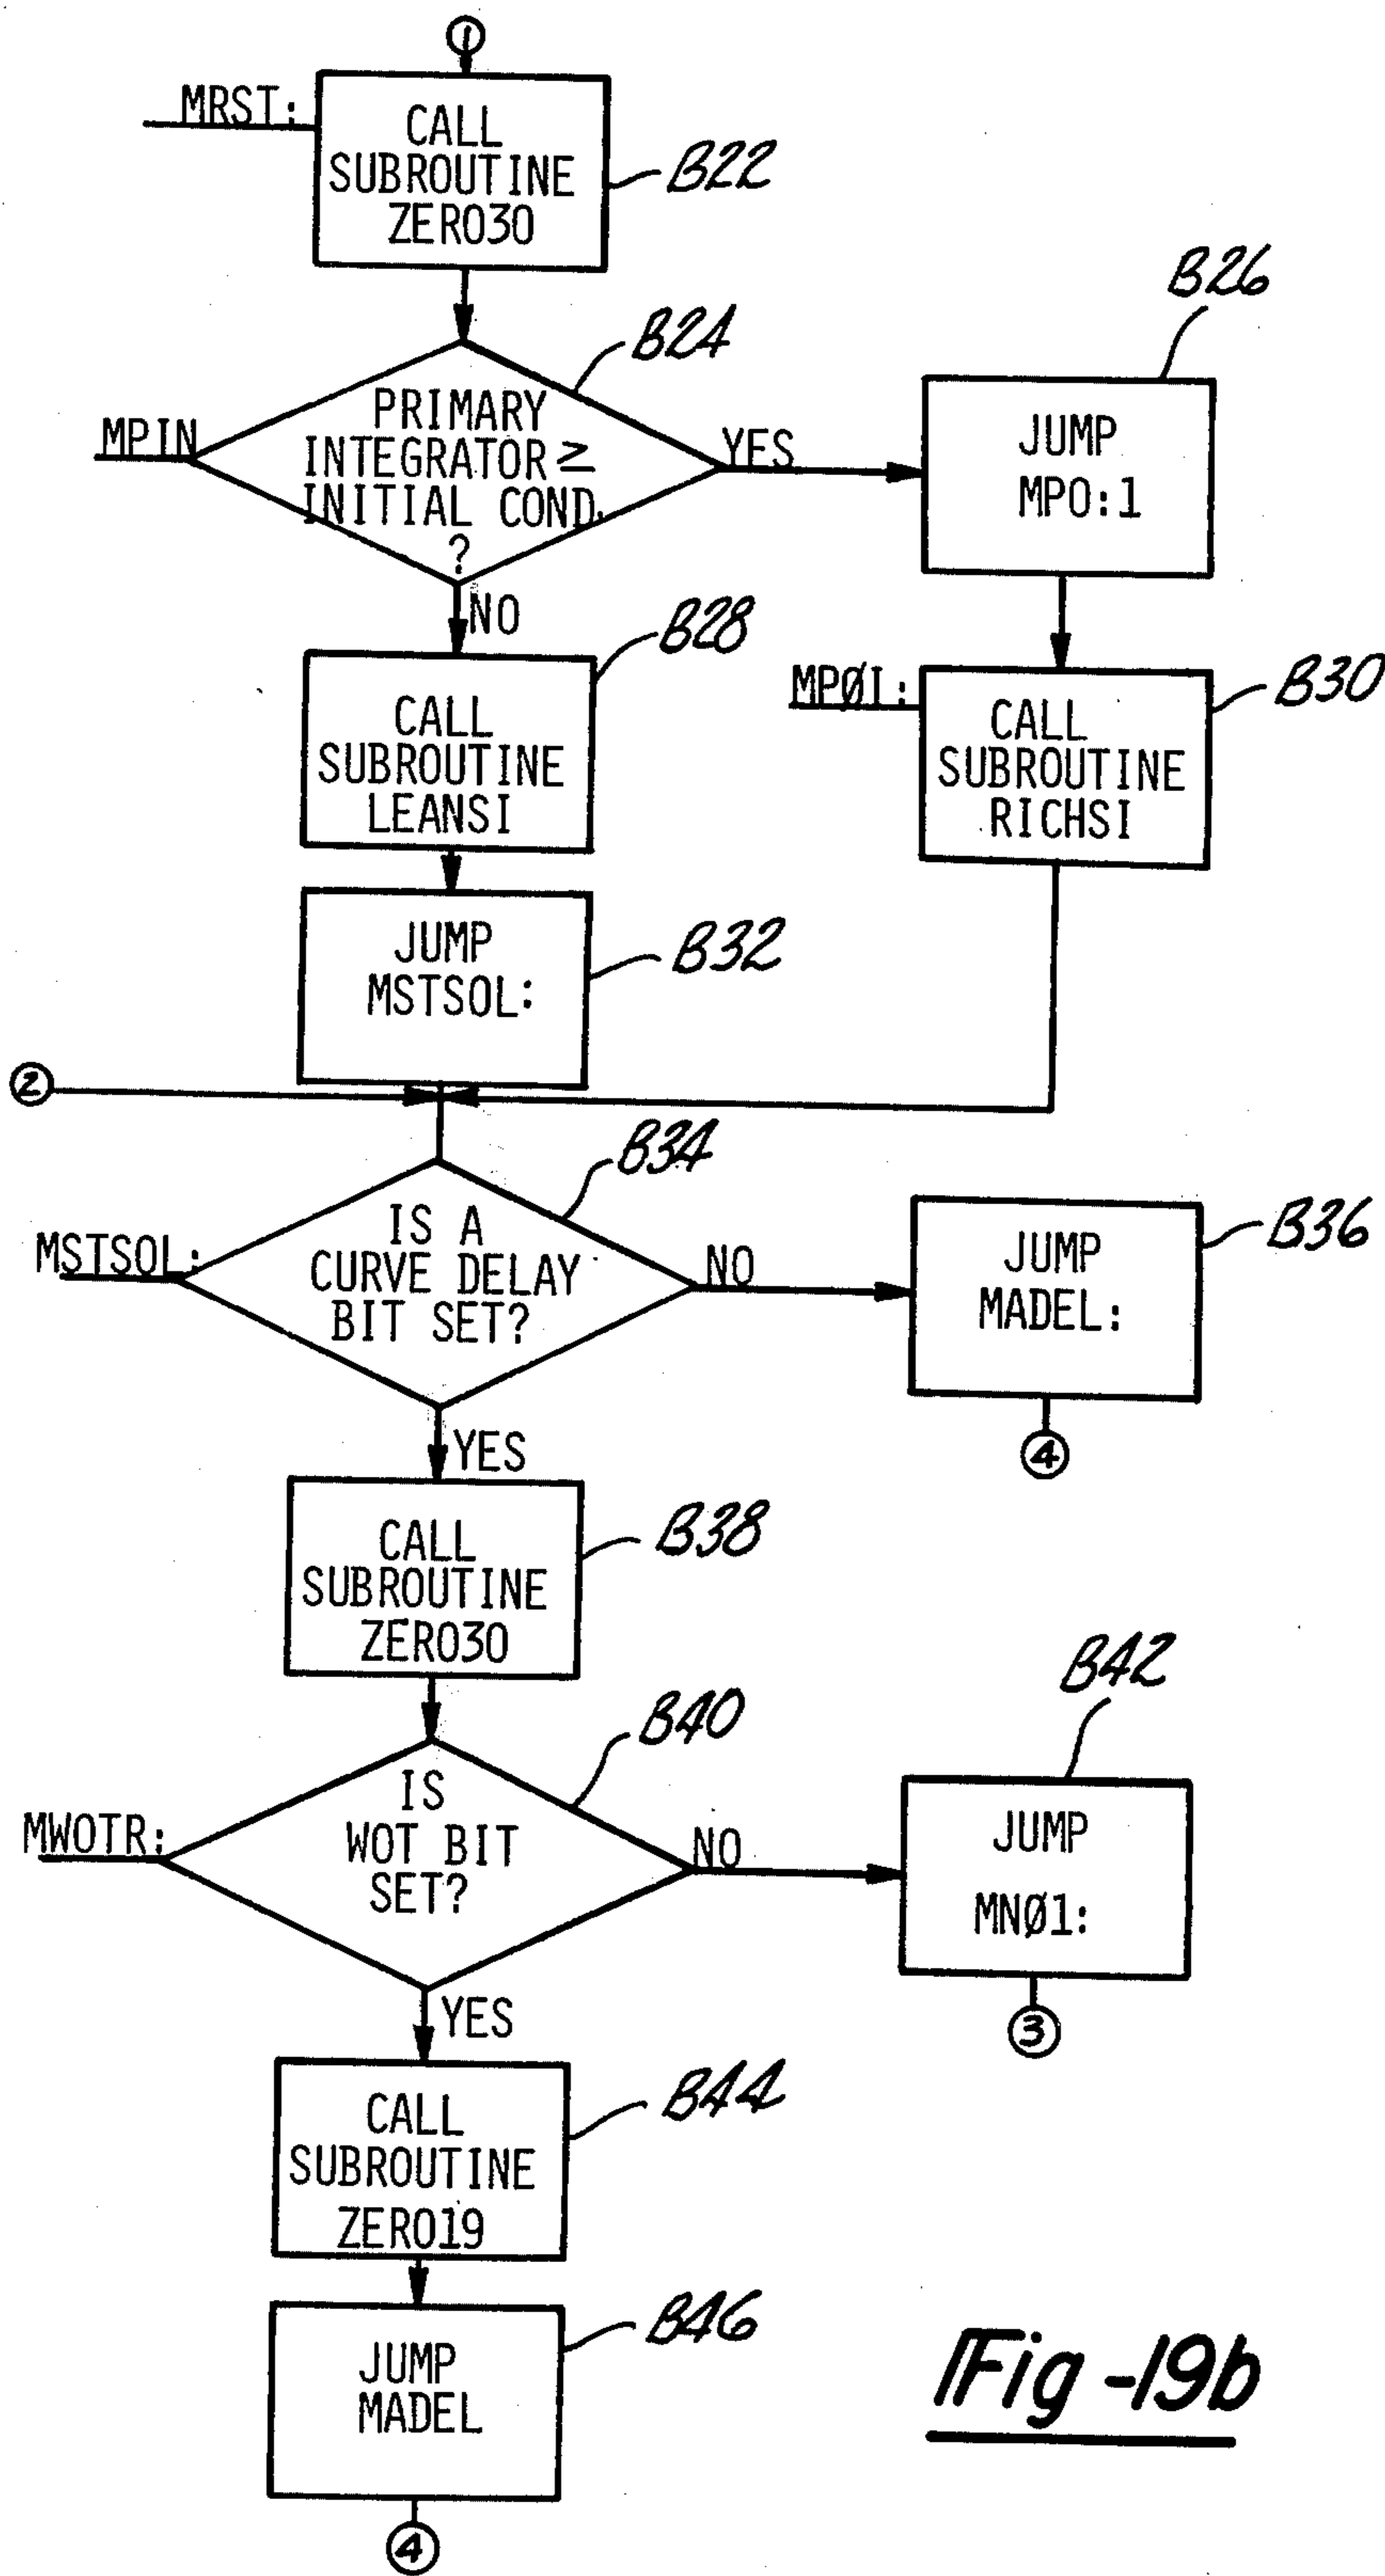 1
MRST:
CALL
SUBROUTINE
ZERO30
B22
B24
MPIN
PRIMARY
INTEGRATOR ≥
INITIAL COND.
?
YES
B26
JUMP
MPO:1
NO
B28
CALL
SUBROUTINE
LEANSI
MPØI:
CALL
SUBROUTINE
RICHSI
B30
JUMP
MSTSOL:
B32
2
B34
MSTSOL:
IS A
CURVE DELAY
BIT SET?
NO
JUMP
MADEL:
B36
4
YES
CALL
SUBROUTINE
ZERO30
B38
B40
MWOTR:
IS
WOT BIT
SET?
NO
B42
JUMP
MNØ1:
3
YES
CALL
SUBROUTINE
ZERO19
B44
JUMP
MADEL
B46
4
Fig-19b